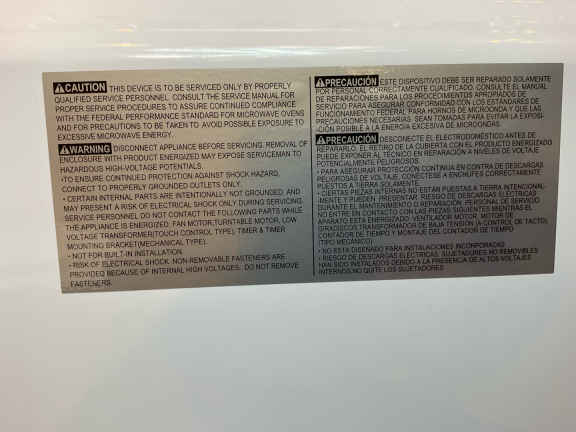 CAUTION THIS DEVICE IS TO BE SERVICED ONLY BY PROPERLY
QUALIFIED SERVICE PERSONNEL. CONSULT THE SERVICE MANUAL FOR
PROPER SERVICE PROCEDURES TO ASSURE CONTINUED COMPLIANCE
WITH THE FEDERAL PERFORMANCE STANDARD FOR MICROWAVE OVENS
AND FOR PRECAUTIONS TO BE TAKEN TO AVOID POSSIBLE EXPOSURE TO
EXCESSIVE MICROWAVE ENERGY.
WARNING DISCONNECT APPLIANCE BEFORE SERVICING. REMOVAL OF
ENCLOSURE WITH PRODUCT ENERGIZED MAY EXPOSE SERVICEMAN TO
HAZARDOUS HIGH-VOLTAGE POTENTIALS.
•TO ENSURE CONTINUED PROTECTION AGAINST SHOCK HAZARD,
CONNECT TO PROPERLY GROUNDED OUTLETS ONLY.
• CERTAIN INTERNAL PARTS ARE INTENTIONALLY NOT GROUNDED AND
MAY PRESENT A RISK OF ELECTRICAL SHOCK ONLY DURING SERVICING.
SERVICE PERSONNEL DO NOT CONTACT THE FOLLOWING PARTS WHILE
THE APPLIANCE IS ENERGIZED: FAN MOTOR,TURNTABLE MOTOR, LOW
VOLTAGE TRANSFORMER(TOUCH CONTROL TYPE), TIMER & TIMER
MOUNTING BRACKET(MECHANICAL TYPE).
• NOT FOR BUILT-IN INSTALLATION.
• RISK OF ELECTRICAL SHOCK. NON-REMOVABLE FASTENERS ARE
PROVIDED BECAUSE OF INTERNAL HIGH VOLTAGES. DO NOT REMOVE
FASTENERS.
PRECAUCIÓN ESTE DISPOSITIVO DEBE SER REPARADO SOLAMENTE
POR PERSONAL CORRECTAMENTE CUALIFICADO. CONSULTE EL MANUAL
DE REPARACIONES PARA LOS PROCEDIMIENTOS APROPIADOS DE
SERVICIO PARA ASEGURAR CONFORMIDAD CON LOS ESTÁNDARES DE
FUNCIONAMIENTO FEDERAL PARA HORNOS DE MICROONDA Y QUE LAS
PRECAUCIONES NECESARIAS SEAN TOMADAS PARA EVITAR LA EXPOSI-
-CIÓN POSIBLE A LA ENERGÍA EXCESIVA DE MICROONDAS.
PRECAUCIÓN DESCONECTE EL ELECTRODOMÉSTICO ANTES DE
REPARARLO. EL RETIRO DE LA CUBIERTA CON EL PRODUCTO ENERGIZADO
PUEDE EXPONER AL TÉCNICO EN REPARACIÓN A NIVELES DE VOLTAJE
POTENCIALMENTE PELIGROSOS.
• PARA ASEGURAR PROTECCIÓN CONTINUA EN CONTRA DE DESCARGAS
PELIGROSAS DE VOLTAJE, CONECTE A ENCHUFES CORRECTAMENTE
PUESTOS A TIERRA SOLAMENTE.
• CIERTAS PIEZAS INTERNAS NO ESTÁN PUESTAS A TIERRA INTENCIONAL-
MENTE Y PUEDEN PRESENTAR RIESGO DE DESCARGAS ELÉCTRICAS
DURANTE EL MANTENIMIENTO O REPARACIÓN. PERSONAL DE SERVICIO
NO ENTRE EN CONTACTO CON LAS PIEZAS SIGUIENTES MIENTRAS EL
APARATO ESTÁ ENERGIZADO: VENTILADOR MOTOR, MOTOR DE
GIRADISCOS,TRANSFORMADOR DE BAJA TENSIÓN (A CONTROL DE TACTO),
CONTADOR DE TIEMPO Y MONTAJE DEL CONTADOR DE TIEMPO
(TIPO MECÁNICO)
• NO ESTÁ DISEÑADO PARA INSTALACIONES INCORPORADAS.
• RIESGO DE DESCARGAS ELÉCTRICAS, SUJETADORES NO REMOVIBLES
HAN SIDO INSTALADOS DEBIDO A LA PRESENCIA DE ALTOS VOLTAJES
INTERNOS,NO QUITE LOS SUJETADORES